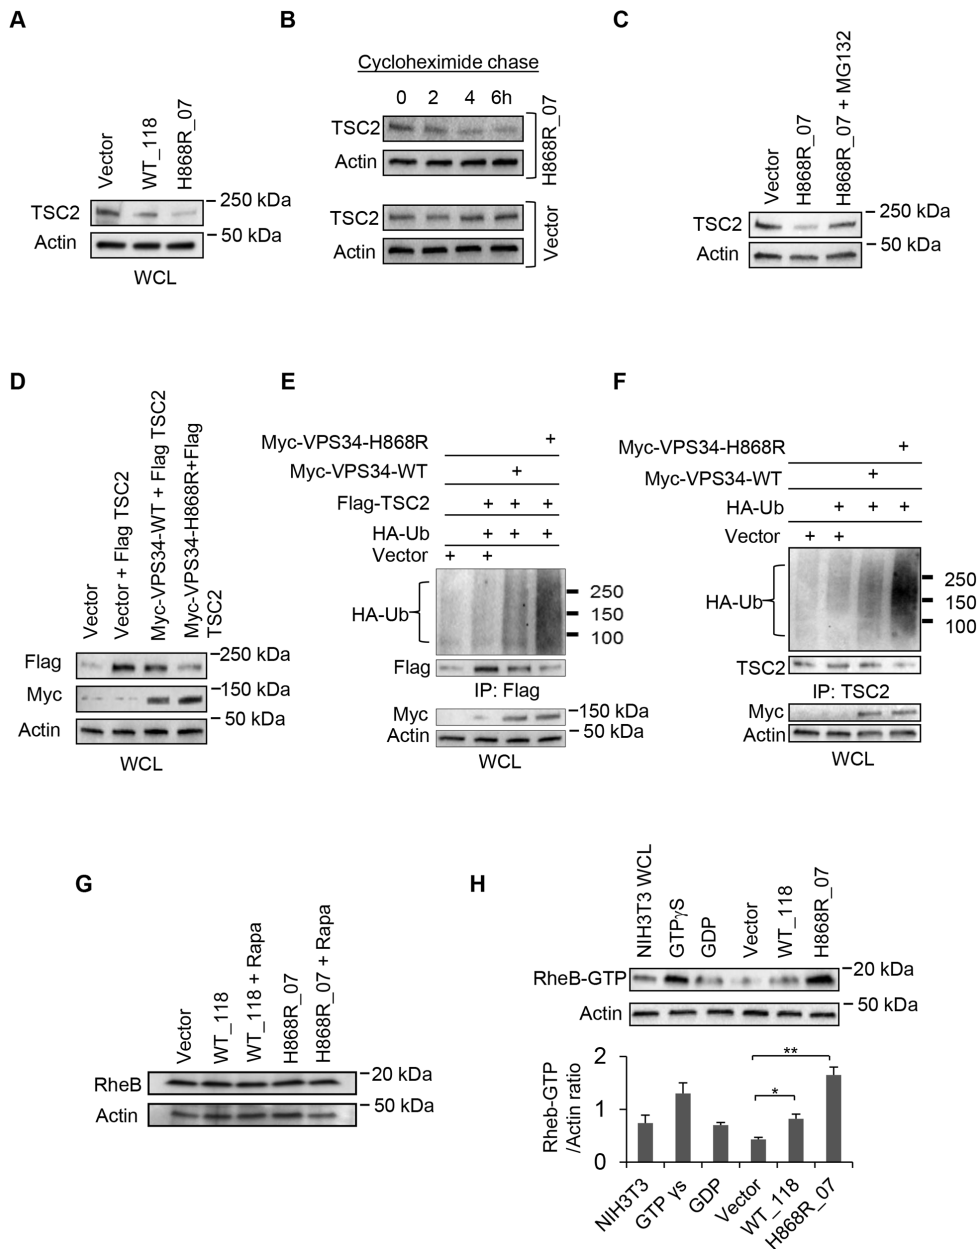 A
Vector
WT_118
H868R_07
TSC2
250 kDa
Actin
50 kDa
WCL
B
Cycloheximide chase
0 2 4 6h
TSC2
Actin
H868R_07
TSC2
Actin
Vector
C
Vector
H868R_07
H868R_07 + MG132
TSC2
250 kDa
Actin
50 kDa
D
Vector
Vector + Flag TSC2
Myc-VPS34-WT + Flag TSC2
Myc-VPS34-H868R+Flag
TSC2
Flag
250 kDa
Myc
150 kDa
Actin
50 kDa
WCL
E
Myc-VPS34-H868R +
Myc-VPS34-WT +
Flag-TSC2 + + +
HA-Ub + + +
Vector + +
HA-Ub
250
150
100
Flag
IP: Flag
Myc
150 kDa
Actin
50 kDa
WCL
F
Myc-VPS34-H868R +
Myc-VPS34-WT +
HA-Ub + + +
Vector + +
HA-Ub
250
150
100
TSC2
IP: TSC2
Myc
Actin
WCL
G
Vector
WT_118
WT_118 + Rapa
H868R_07
H868R_07 + Rapa
RheB
20 kDa
Actin
50 kDa
H
NIH3T3 WCL
GTPγS
GDP
Vector
WT_118
H868R_07
RheB-GTP
20 kDa
Actin
50 kDa
Rheb-GTP
/Actin ratio
2
1
0
**
*
NIH3T3
GTP γs
GDP
Vector
WT_118
H868R_07